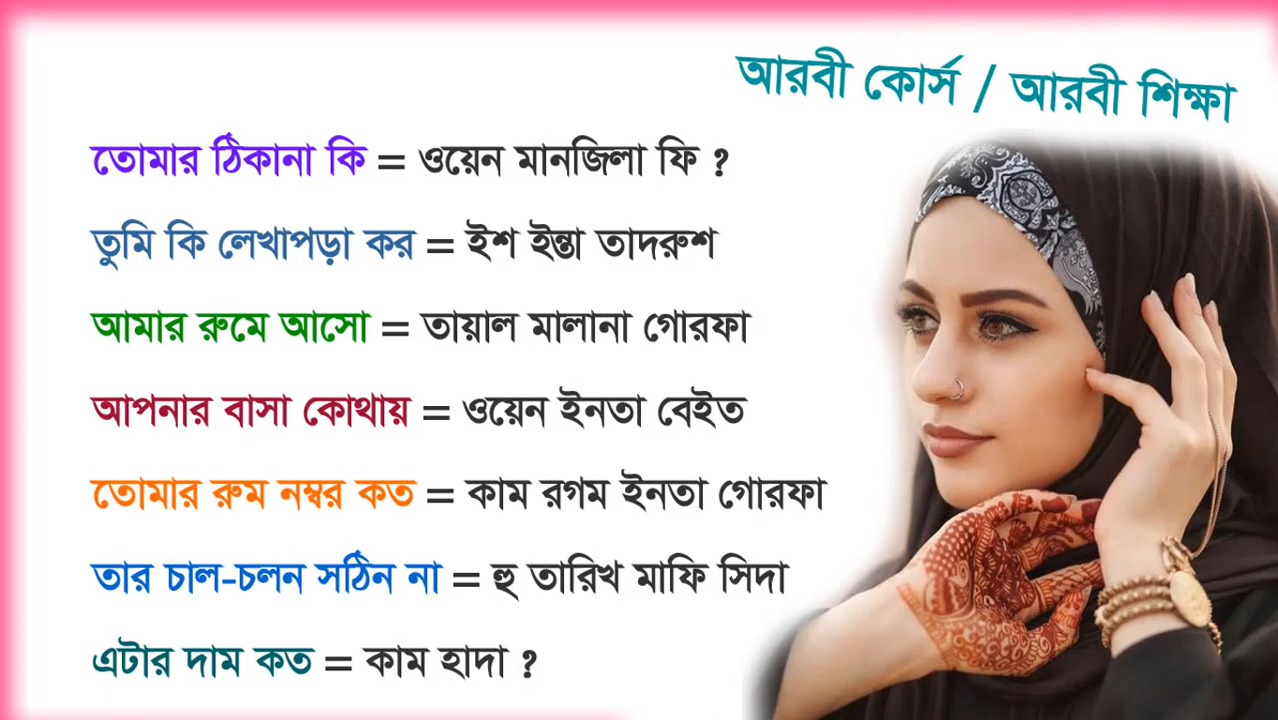 আরবী কোর্স / আরবী শিক্ষা
তোমার ঠিকানা কি = ওয়েন মানজিলা ফি ?
তুমি কি লেখাপড়া কর = ইশ ইন্তা তাদরুশ
আমার রুমে আসো = তায়াল মালানা গোরফা
আপনার বাসা কোথায় = ওয়েন ইনতা বেইত
তোমার রুম নম্বর কত = কাম রগম ইনতা গোরফা
তার চাল-চলন সঠিন না = হু তারিখ মাফি সিদা
এটার দাম কত = কাম হাদা ?